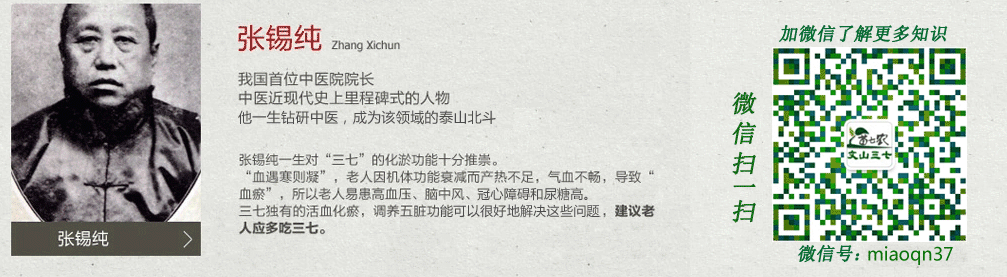 张锡纯 Zhang Xichun
我国首位中医院院长
中医近现代史上里程碑式的人物
他一生钻研中医，成为该领域的泰山北斗
张锡纯一生对“三七”的化淤功能十分推崇。
“血遇寒则凝”，老人因机体功能衰减而产热不足，气血不畅，导致“
血瘀”，所以老人易患高血压、脑中风、冠心障碍和尿糖高。
三七独有的活血化瘀，调养五脏功能可以很好地解决这些问题，建议老
人应多吃三七。
张锡纯
加微信了解更多知识
微信扫一扫
苗七农
文山三七
微信号：miaoqn37